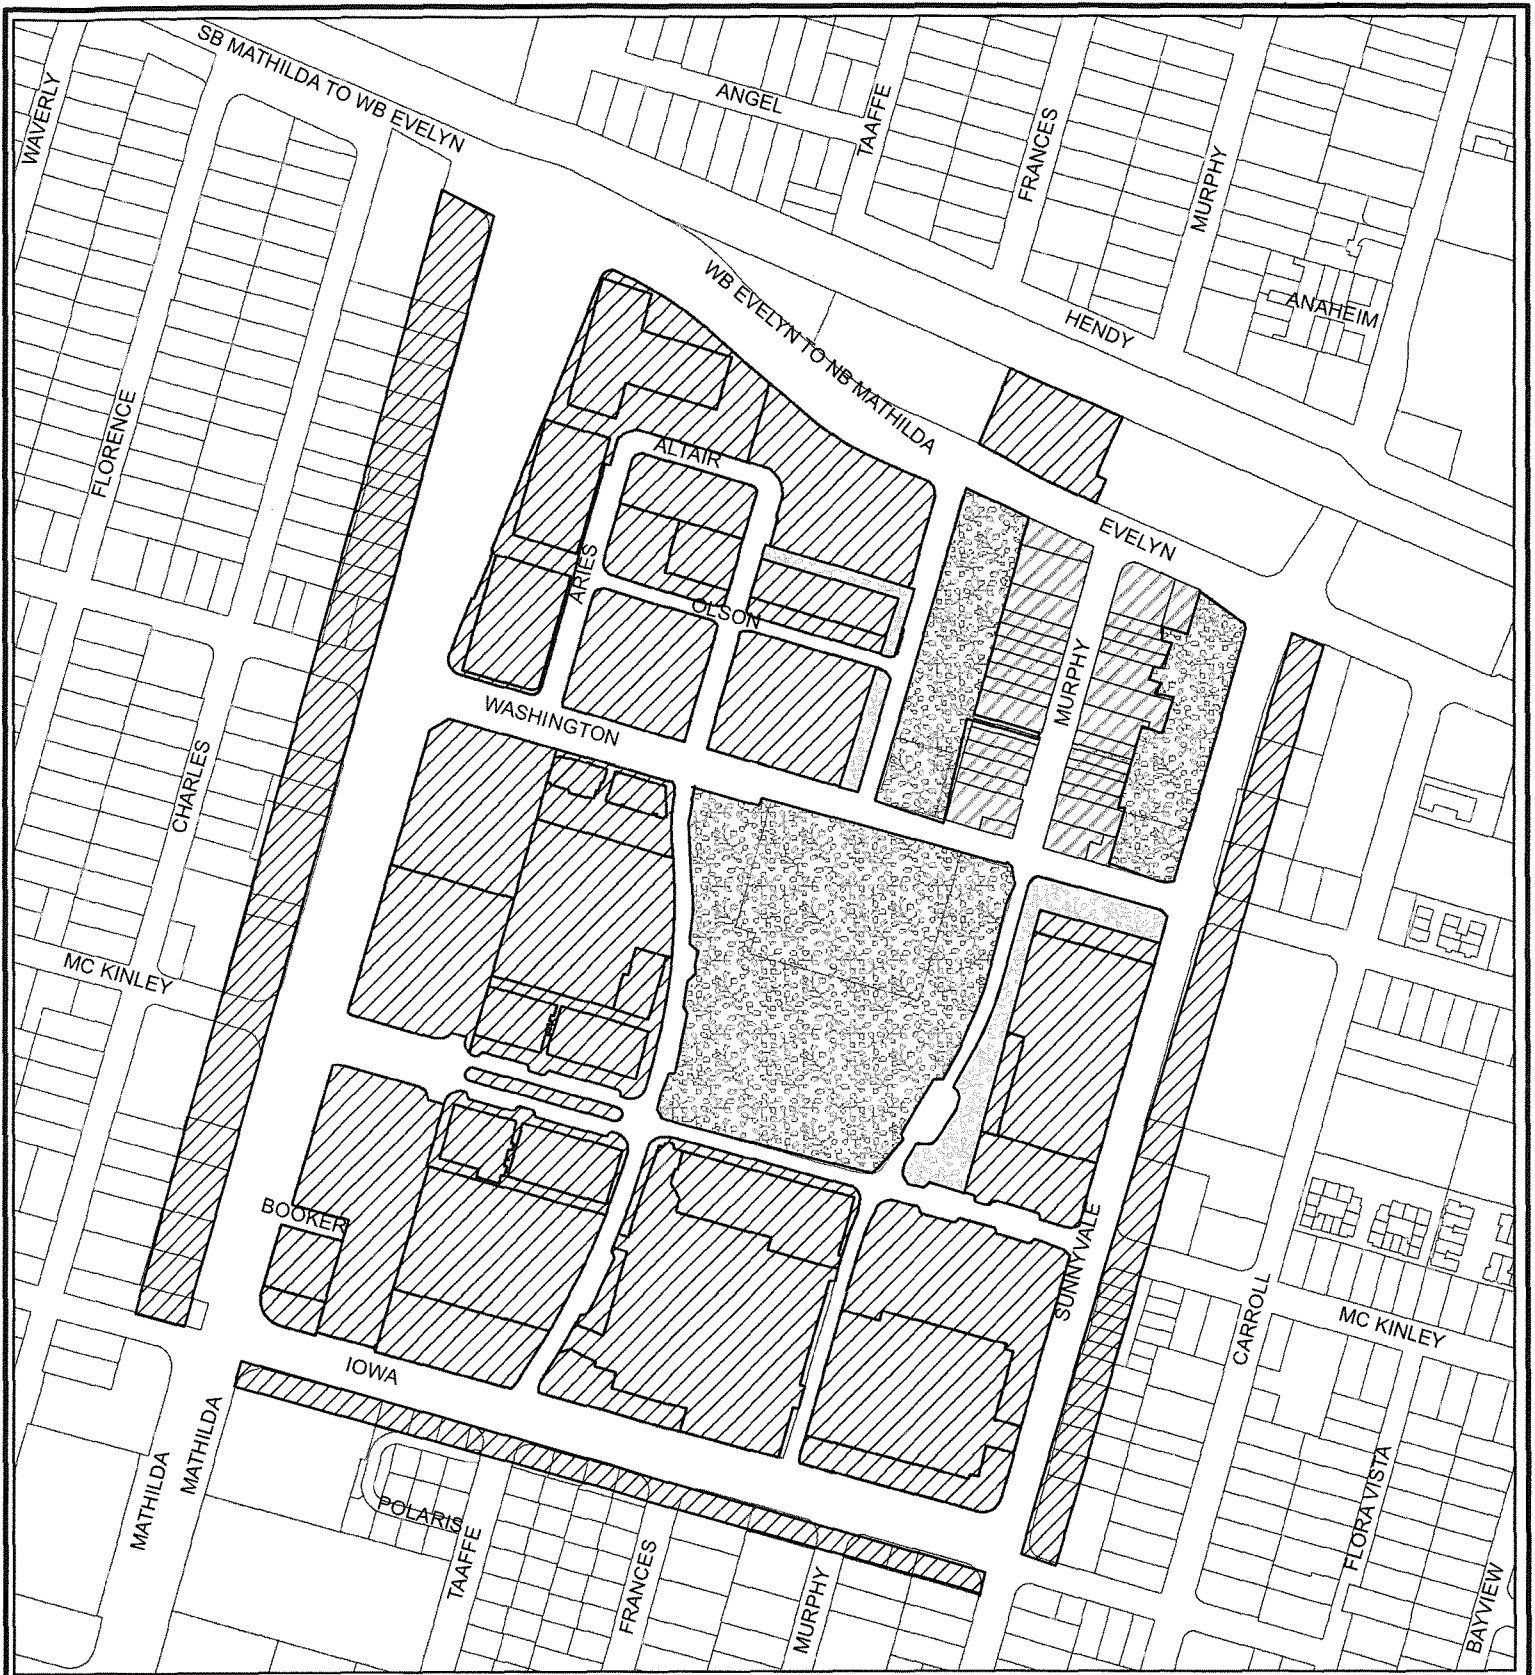 SB MATHILDA TO WB EVELYN
WAVERLY
ANGEL
TAAFFE
FRANCES
MURPHY
WB EVELYN TO NB MATHILDA
HENDY
ANAHEIM
FLORENCE
ALTAIR
EVELYN
ARIES
OLSON
MURPHY
WASHINGTON
CHARLES
MC KINLEY
BOOKER
SUNNYVALE
CARROLL
MC KINLEY
IOWA
MATHILDA
MATHILDA
POLARIS
TAAFFE
FRANCES
MURPHY
FLORA VISTA
BAYVIEW